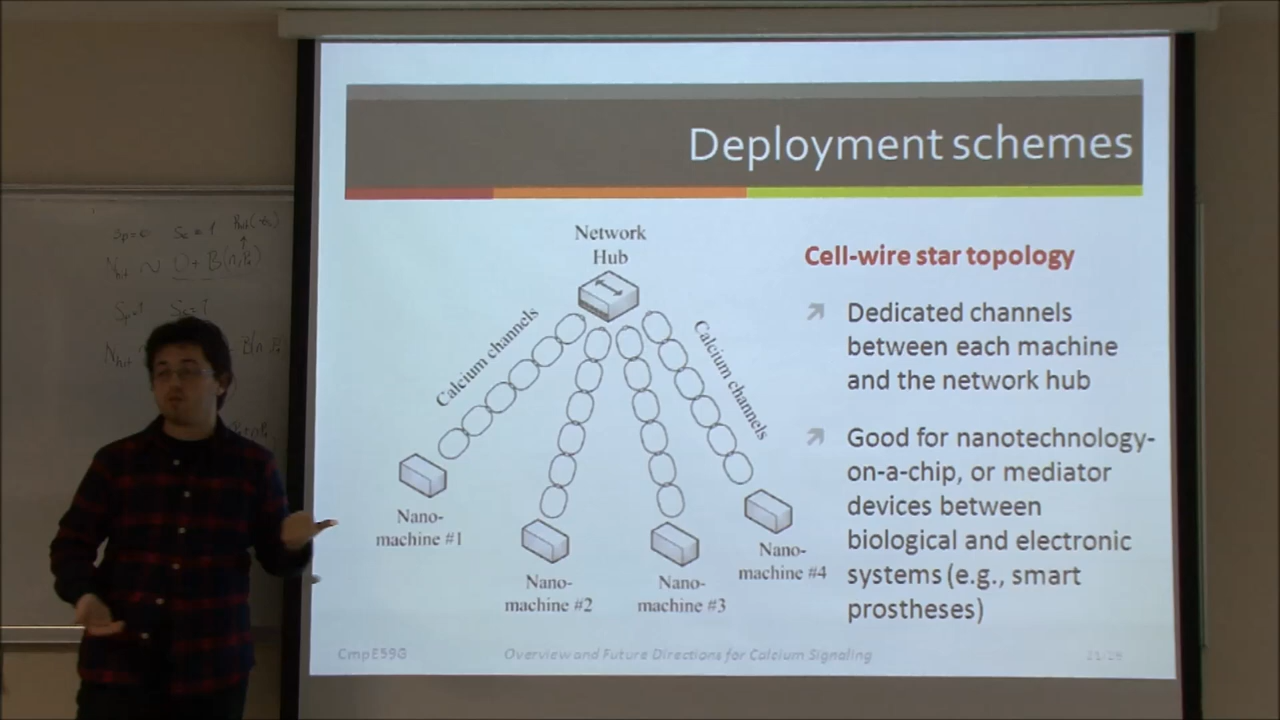 Deployment schemes
Network
Hub
Calcium channels
Calcium channels
Nano-
machine #1
Nano-
machine #2
Nano-
machine #3
Nano-
machine #4
Cell-wire star topology
Dedicated channels
between each machine
and the network hub
Good for nanotechnology-
on-a-chip, or mediator
devices between
biological and electronic
systems (e.g., smart
prostheses)
Overview and Future Directions for Calcium Signaling